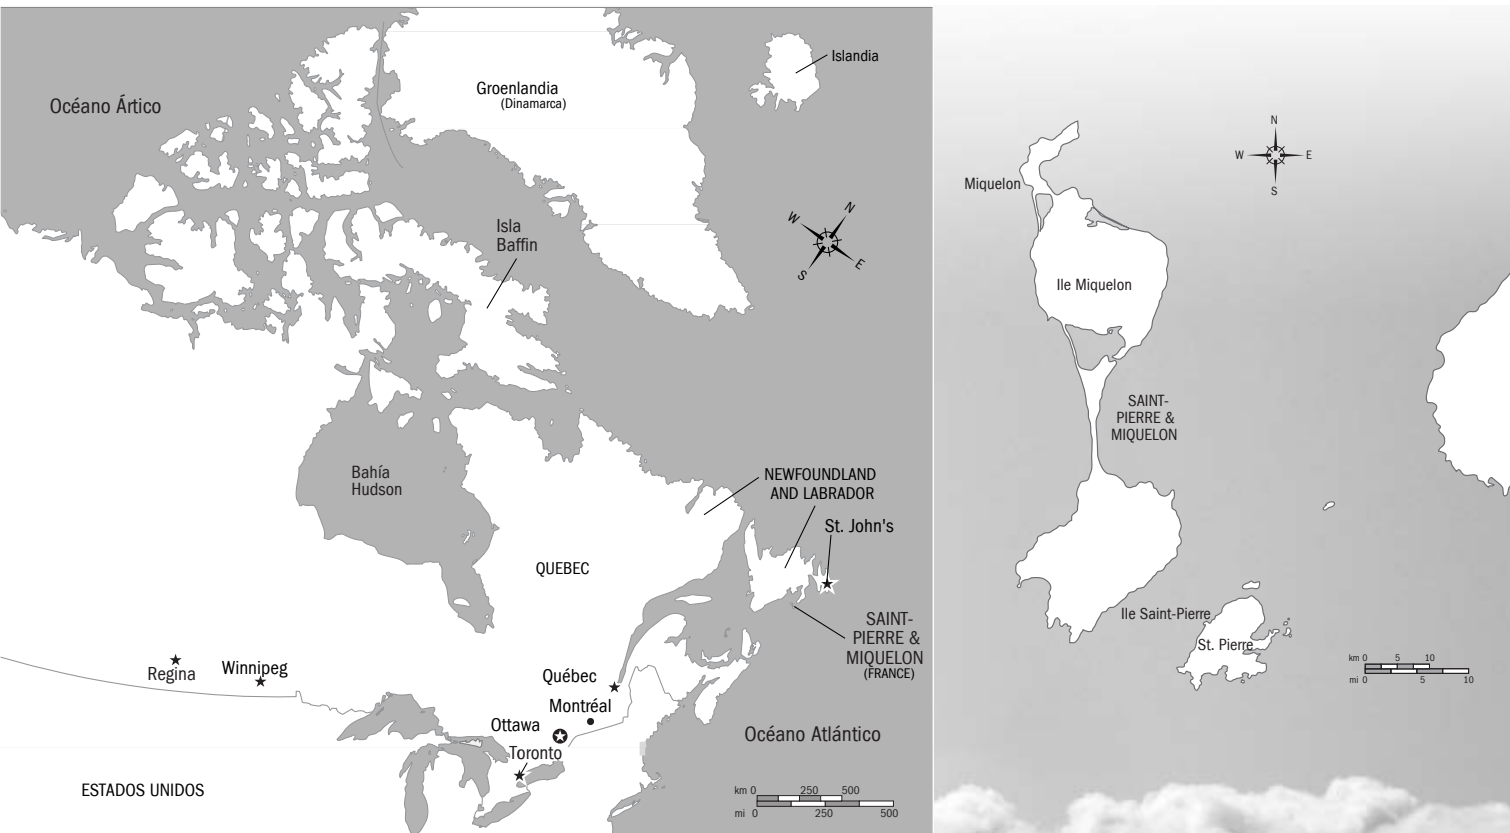 Océano Ártico
Groenlandia
(Dinamarca)
Islandia
Isla
Baffin
N
W
E
S
Bahía
Hudson
NEWFOUNDLAND
AND LABRADOR
St. John's
QUEBEC
SAINT-
PIERRE &
MIQUELON
(FRANCE)
Regina
Winnipeg
Québec
Montréal
Ottawa
Toronto
Océano Atlántico
ESTADOS UNIDOS
km 0 250 500
mi 0 250 500
N
W E
S
Miquelon
Ile Miquelon
SAINT-
PIERRE &
MIQUELON
Ile Saint-Pierre
St. Pierre
km 0 5 10
mi 0 5 10